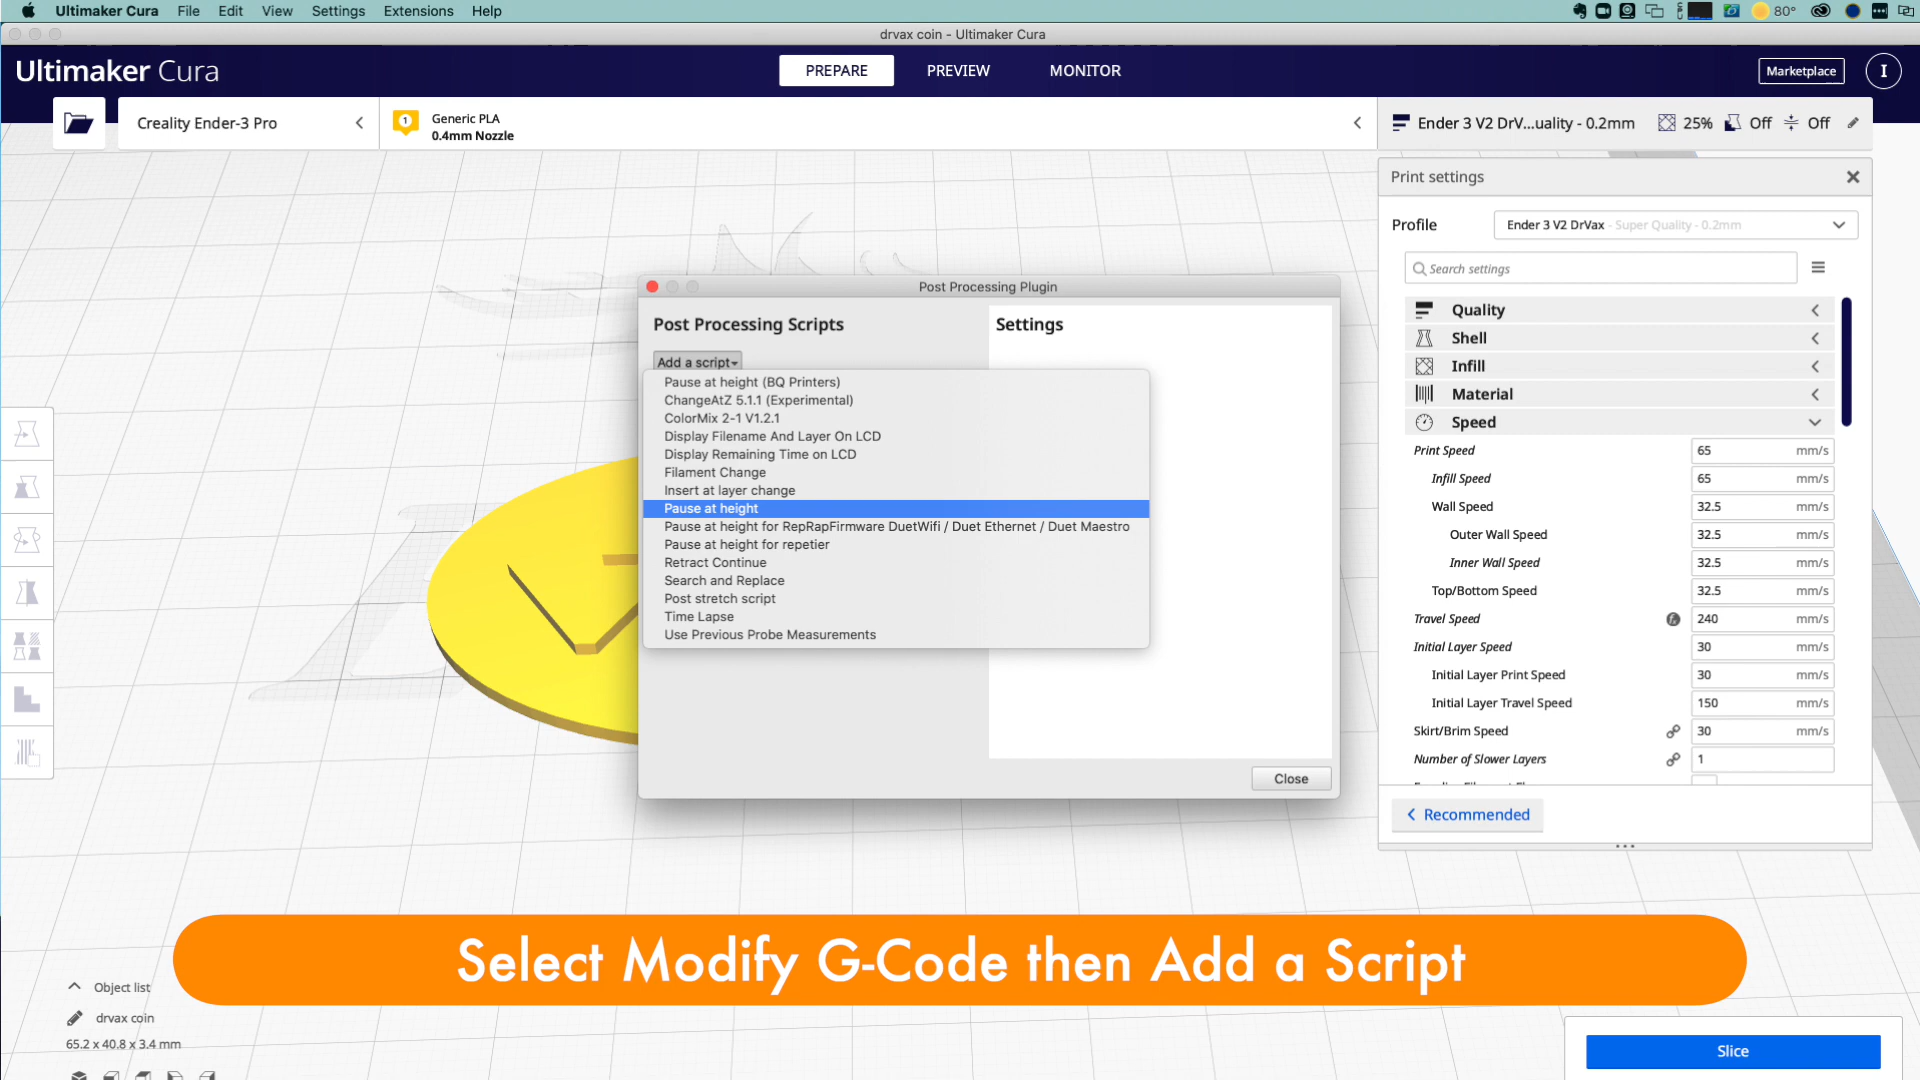 Ultimaker Cura File Edit View Settings Extensions Help 80°
drvax coin - Ultimaker Cura
Ultimaker Cura PREPARE PREVIEW MONITOR Marketplace I
Creality Ender-3 Pro
1 Generic PLA
0.4mm Nozzle
Ender 3 V2 DrV...uality - 0.2mm 25% Off Off
Print settings
Profile Ender 3 V2 DrVax - Super Quality - 0.2mm
Search settings
Quality
Shell
Infill
Material
Speed
Print Speed 65 mm/s
Infill Speed 65 mm/s
Wall Speed 32.5 mm/s
Outer Wall Speed 32.5 mm/s
Inner Wall Speed 32.5 mm/s
Top/Bottom Speed 32.5 mm/s
Travel Speed 240 mm/s
Initial Layer Speed 30 mm/s
Initial Layer Print Speed 30 mm/s
Initial Layer Travel Speed 150 mm/s
Skirt/Brim Speed 30 mm/s
Number of Slower Layers 1
Recommended
Post Processing Plugin
Post Processing Scripts
Settings
Add a script
Pause at height (BQ Printers)
ChangeAtZ 5.1.1 (Experimental)
ColorMix 2-1 V1.2.1
Display Filename And Layer On LCD
Display Remaining Time on LCD
Filament Change
Insert at layer change
Pause at height
Pause at height for RepRapFirmware DuetWifi / Duet Ethernet / Duet Maestro
Pause at height for repetier
Retract Continue
Search and Replace
Post stretch script
Time Lapse
Use Previous Probe Measurements
Close
Select Modify G-Code then Add a Script
Object list
drvax coin
65.2 x 40.8 x 3.4 mm
Slice